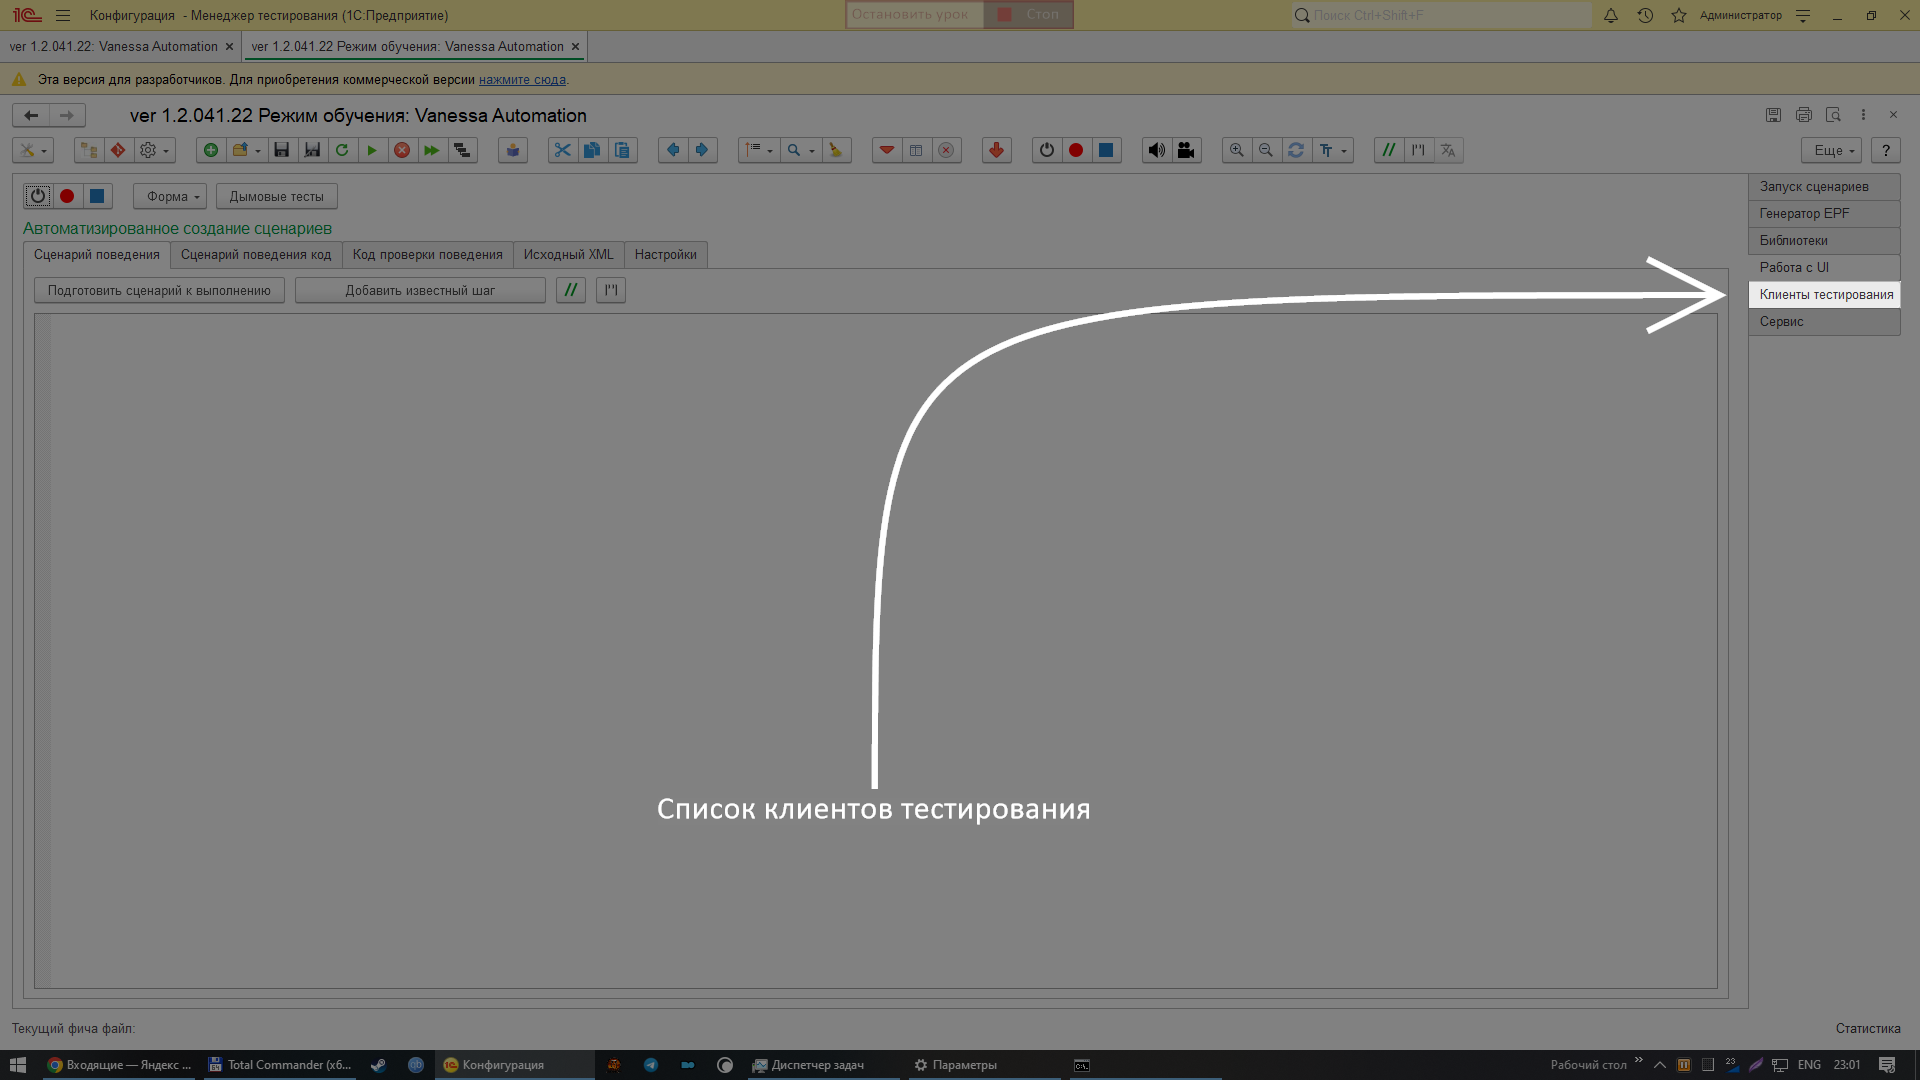 Конфигурация - Менеджер тестирования (1С:Предприятие)
Остановить урок
Стоп
Поиск Ctrl+Shift+F
Администратор
ver 1.2.041.22: Vanessa Automation
ver 1.2.041.22 Режим обучения: Vanessa Automation
Эта версия для разработчиков. Для приобретения коммерческой версии нажмите сюда.
ver 1.2.041.22 Режим обучения: Vanessa Automation
Еще
?
Форма
Дымовые тесты
Автоматизированное создание сценариев
Сценарий поведения
Сценарий поведения код
Код проверки поведения
Исходный XML
Настройки
Подготовить сценарий к выполнению
Добавить известный шаг
Запуск сценариев
Генератор EPF
Библиотеки
Работа с UI
Клиенты тестирования
Сервис
Список клиентов тестирования
Текущий фича файл:
Статистика
Входящие — Яндекс ...
Total Commander (x6...
Конфигурация
Диспетчер задач
Параметры
Рабочий стол
23
ENG
23:01